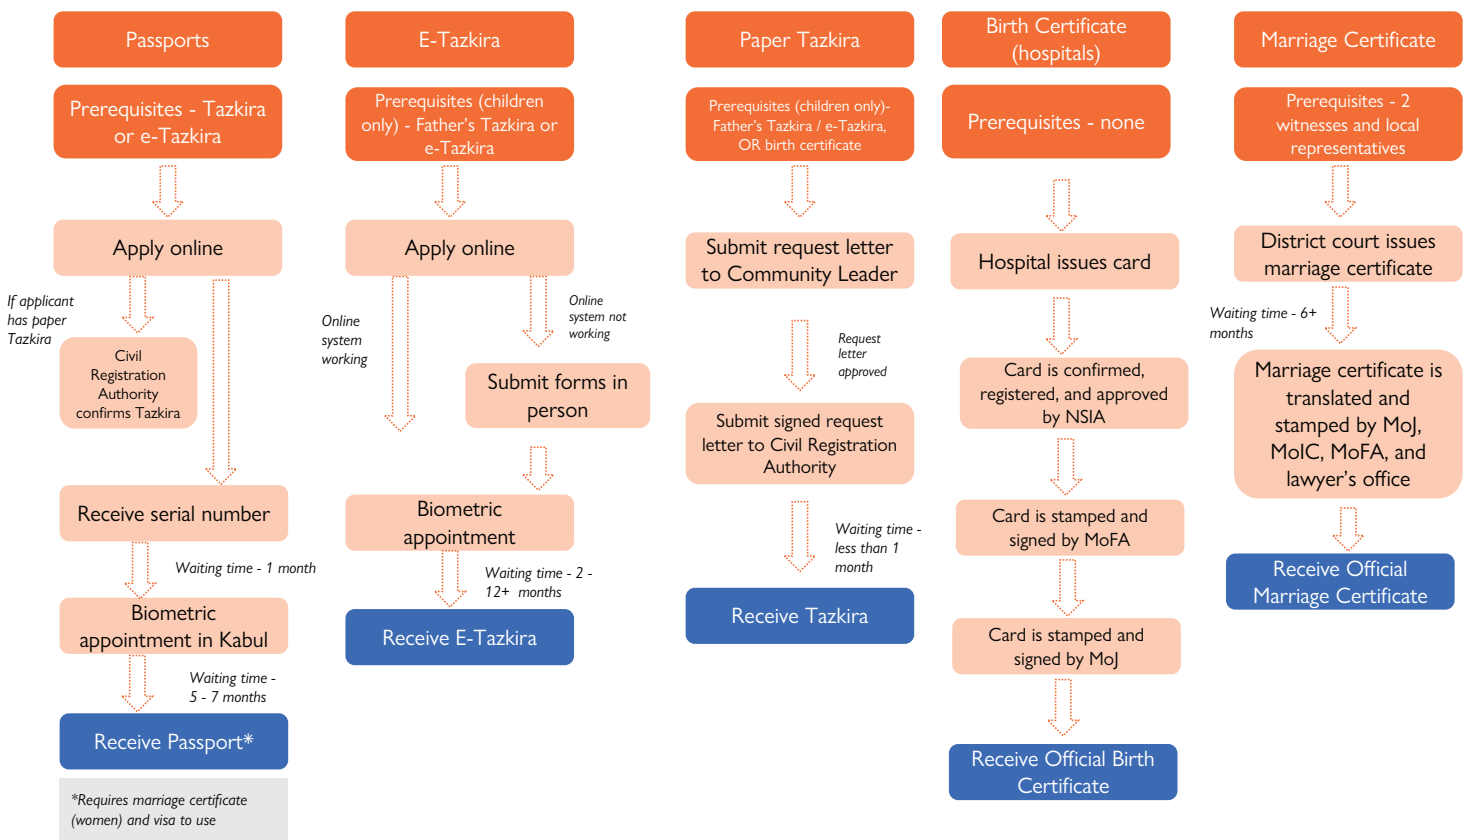 Passports
Prerequisites - Tazkira
or e-Tazkira
Apply online
If applicant
has paper
Tazkira
Civil
Registration
Authority
confirms Tazkira
Receive serial number
Waiting time - 1 month
Biometric
appointment in Kabul
Waiting time -
5 - 7 months
Receive Passport*
*Requires marriage certificate
(women) and visa to use
E-Tazkira
Prerequisites (children
only) - Father's Tazkira or
e-Tazkira
Apply online
Online
system
working
Online
system not
working
Submit forms in
person
Biometric
appointment
Waiting time - 2 -
12+ months
Receive E-Tazkira
Paper Tazkira
Prerequisites (children only)-
Father's Tazkira / e-Tazkira,
OR birth certificate
Submit request letter
to Community Leader
Request
letter
approved
Submit signed request
letter to Civil Registration
Authority
Waiting time -
less than 1
month
Receive Tazkira
Birth Certificate
(hospitals)
Prerequisites - none
Hospital issues card
Card is confirmed,
registered, and approved
by NSIA
Card is stamped and
signed by MoFA
Card is stamped and
signed by MoJ
Receive Official Birth
Certificate
Marriage Certificate
Prerequisites - 2
witnesses and local
representatives
District court issues
marriage certificate
Waiting time - 6+
months
Marriage certificate is
translated and
stamped by MoJ,
MoIC, MoFA, and
lawyer's office
Receive Official
Marriage Certificate